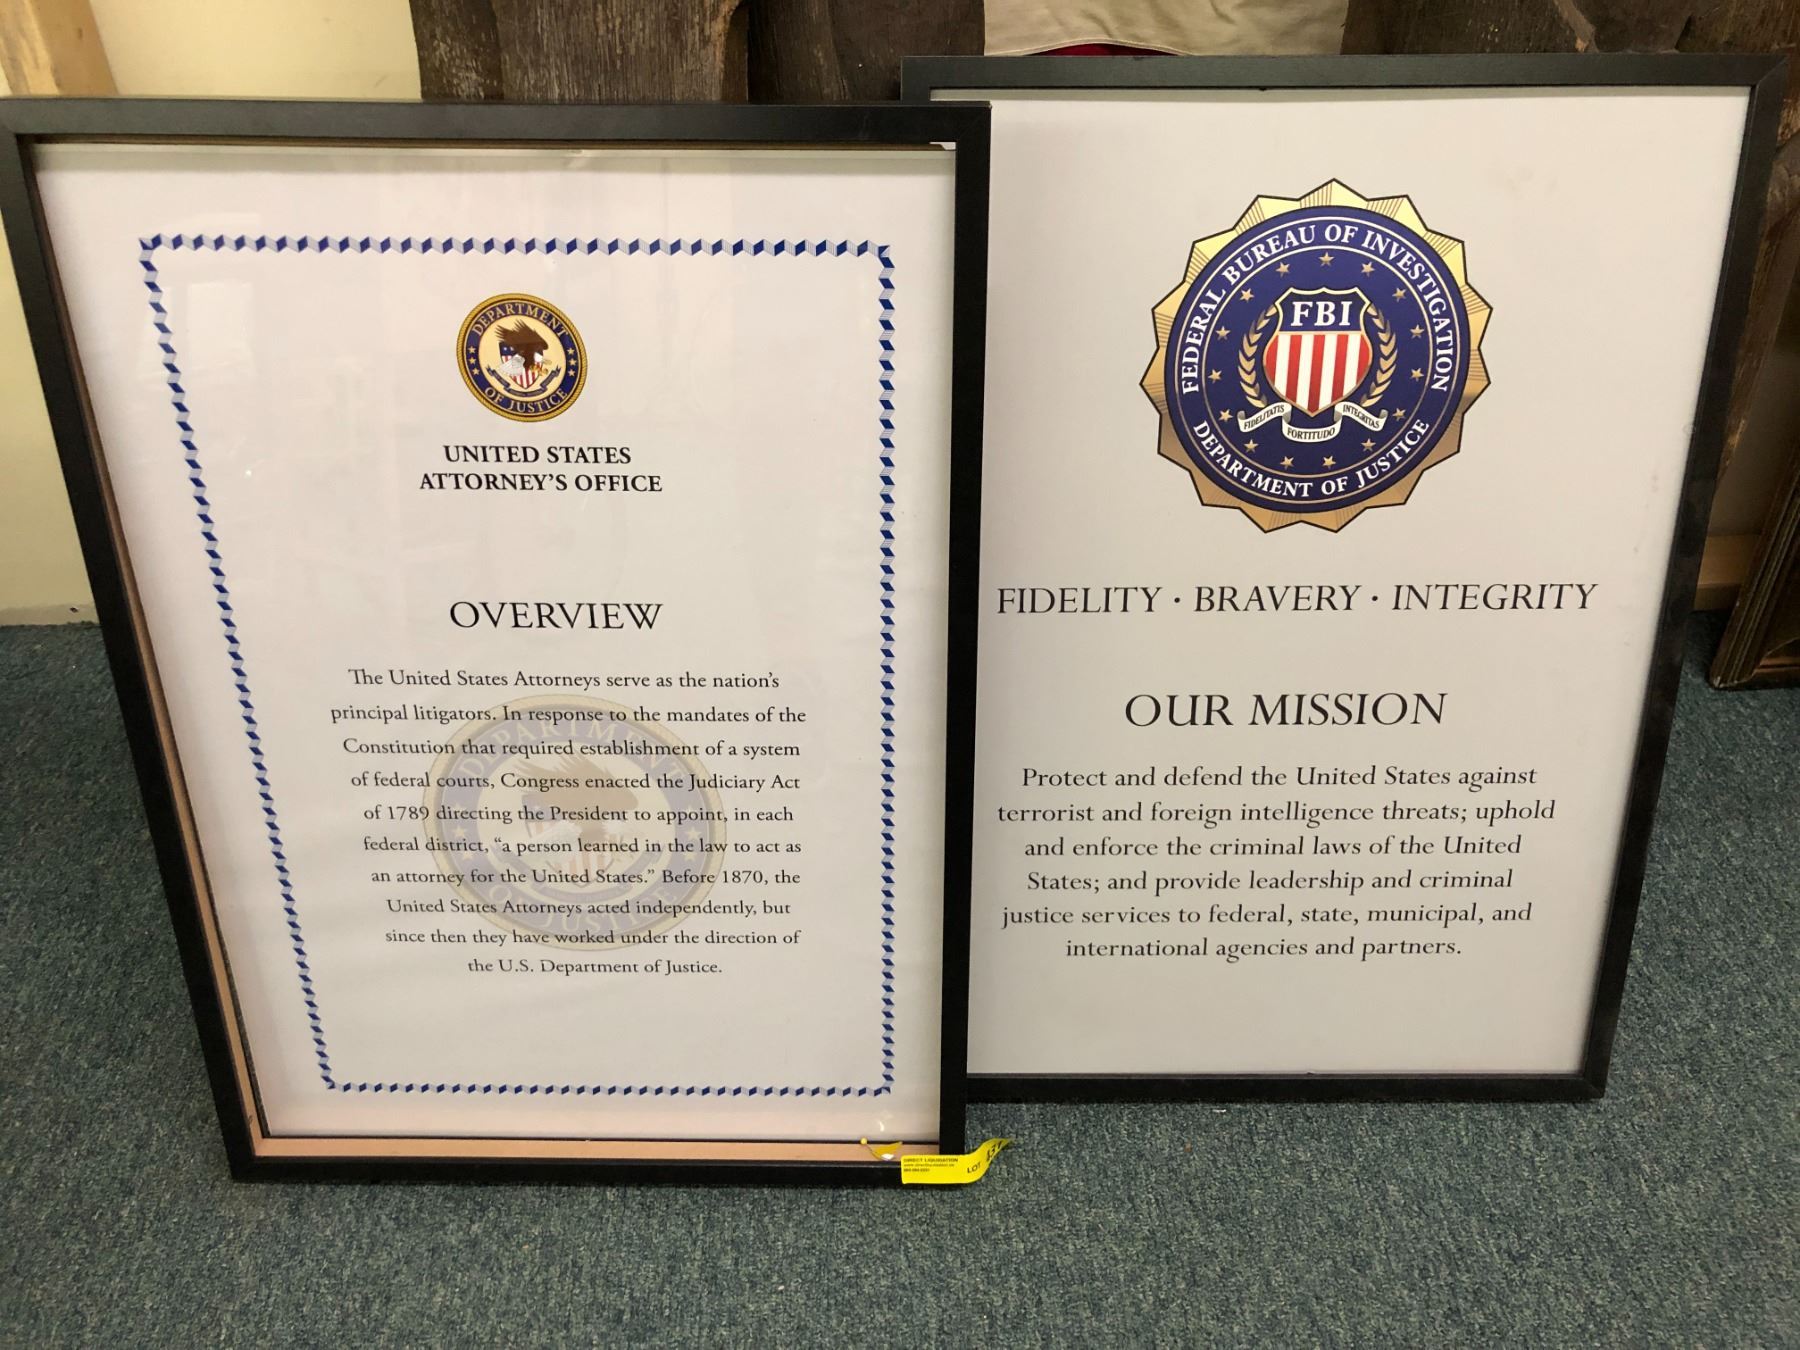 DEPARTMENT
OF JUSTICE
UNITED STATES
ATTORNEY'S OFFICE
OVERVIEW
The United States Attorneys serve as the nation's
principal litigators. In response to the mandates of the
Constitution that required establishment of a system
of federal courts, Congress enacted the Judiciary Act
of 1789 directing the President to appoint, in each
federal district, “a person learned in the law to act as
an attorney for the United States.” Before 1870, the
United States Attorneys acted independently, but
since then they have worked under the direction of
the U.S. Department of Justice.
DEPARTMENT
OF JUSTICE
DIRECT LIQUIDATION
LOT
FEDERAL BUREAU OF INVESTIGATION
FBI
FIDELITAS
FORTITUDO
INTEGRITAS
DEPARTMENT OF JUSTICE
FIDELITY · BRAVERY · INTEGRITY
OUR MISSION
Protect and defend the United States against
terrorist and foreign intelligence threats; uphold
and enforce the criminal laws of the United
States; and provide leadership and criminal
justice services to federal, state, municipal, and
international agencies and partners.